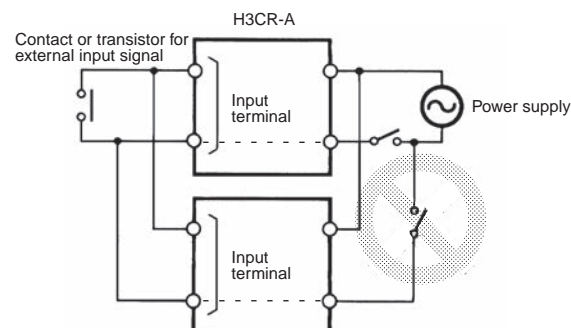 H3CR-A
Contact or transistor for
external input signal
Input
terminal
Power supply
Input
terminal